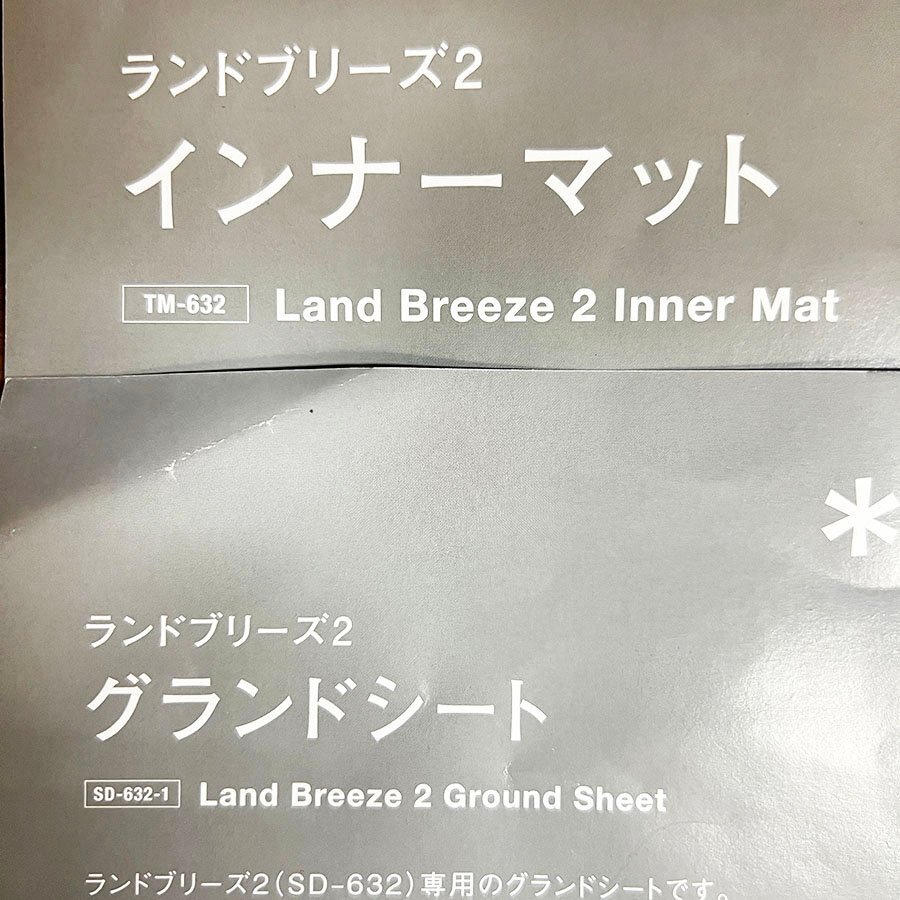 ランドブリーズ2
インナーマット
TM-632 Land Breeze 2 Inner Mat
ランドブリーズ2
グランドシート
SD-632-1 Land Breeze 2 Ground Sheet
ランドブリーズ2(SD-632)専用のグランドシートです。